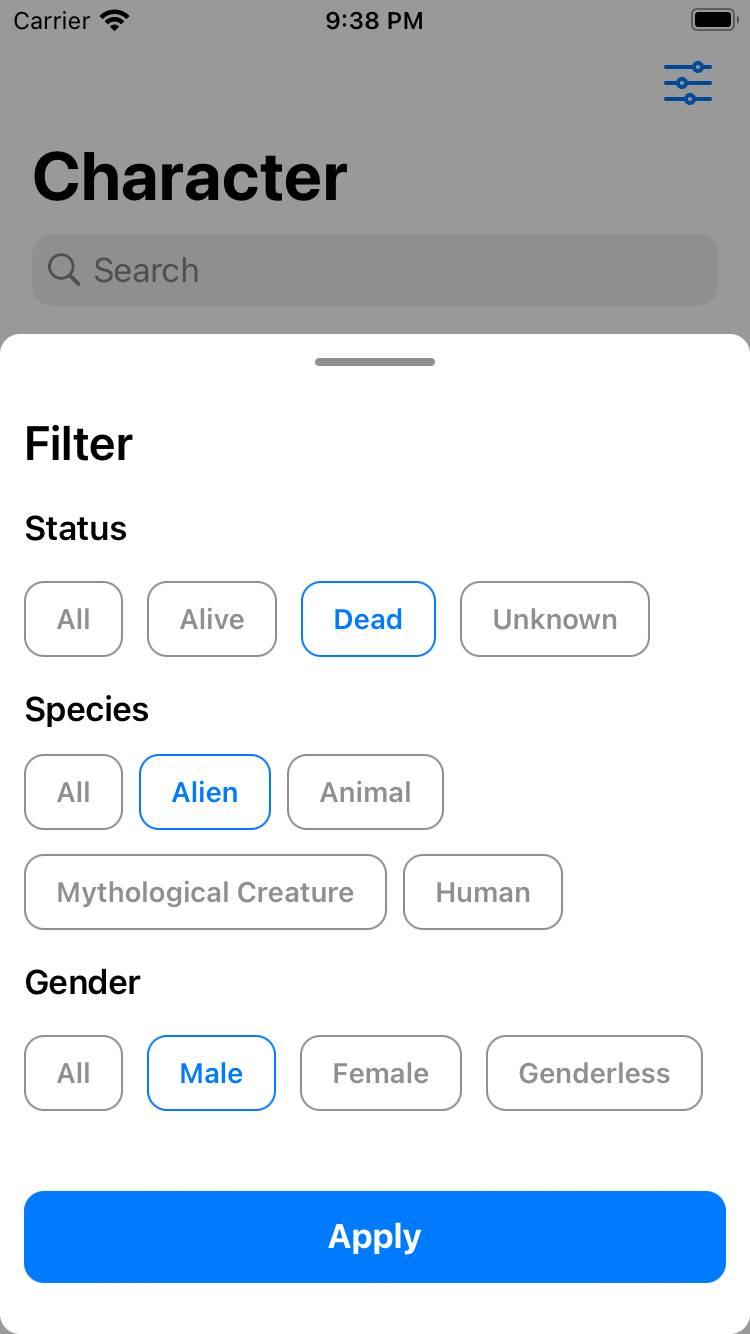 Carrier 9:38 PM
Character
Search
Filter
Status
All Alive Dead Unknown
Species
All Alien Animal
Mythological Creature Human
Gender
All Male Female Genderless
Apply